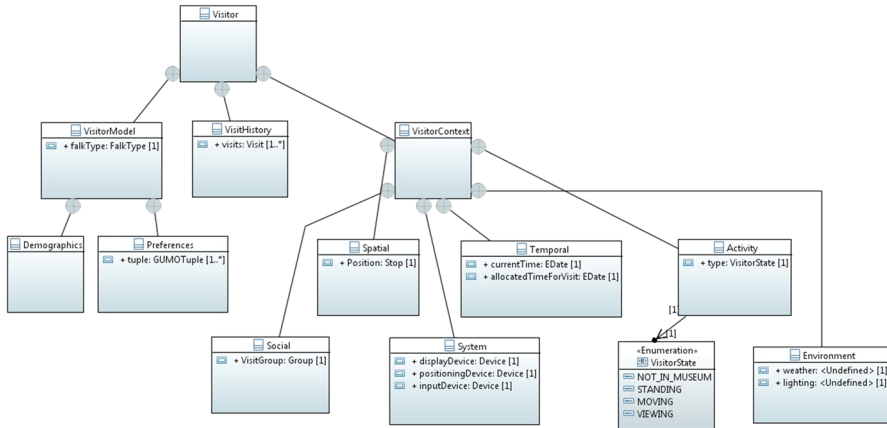 Visitor
VisitorModel
+ falkType: FalkType [1]
VisitHistory
+ visits: Visit [1..*]
VisitorContext
Demographics
Preferences
+ tuple: GUMOTuple [1..*]
Spatial
+ Position: Stop [1]
Temporal
+ currentTime: EDate [1]
+ allocatedTimeForVisit: EDate [1]
Activity
+ type: VisitorState [1]
[1]
[1]
Social
+ VisitGroup: Group [1]
System
+ displayDevice: Device [1]
+ positioningDevice: Device [1]
+ inputDevice: Device [1]
«Enumeration»
VisitorState
NOT_IN_MUSEUM
STANDING
MOVING
VIEWING
Environment
+ weather: <Undefined> [1]
+ lighting: <Undefined> [1]